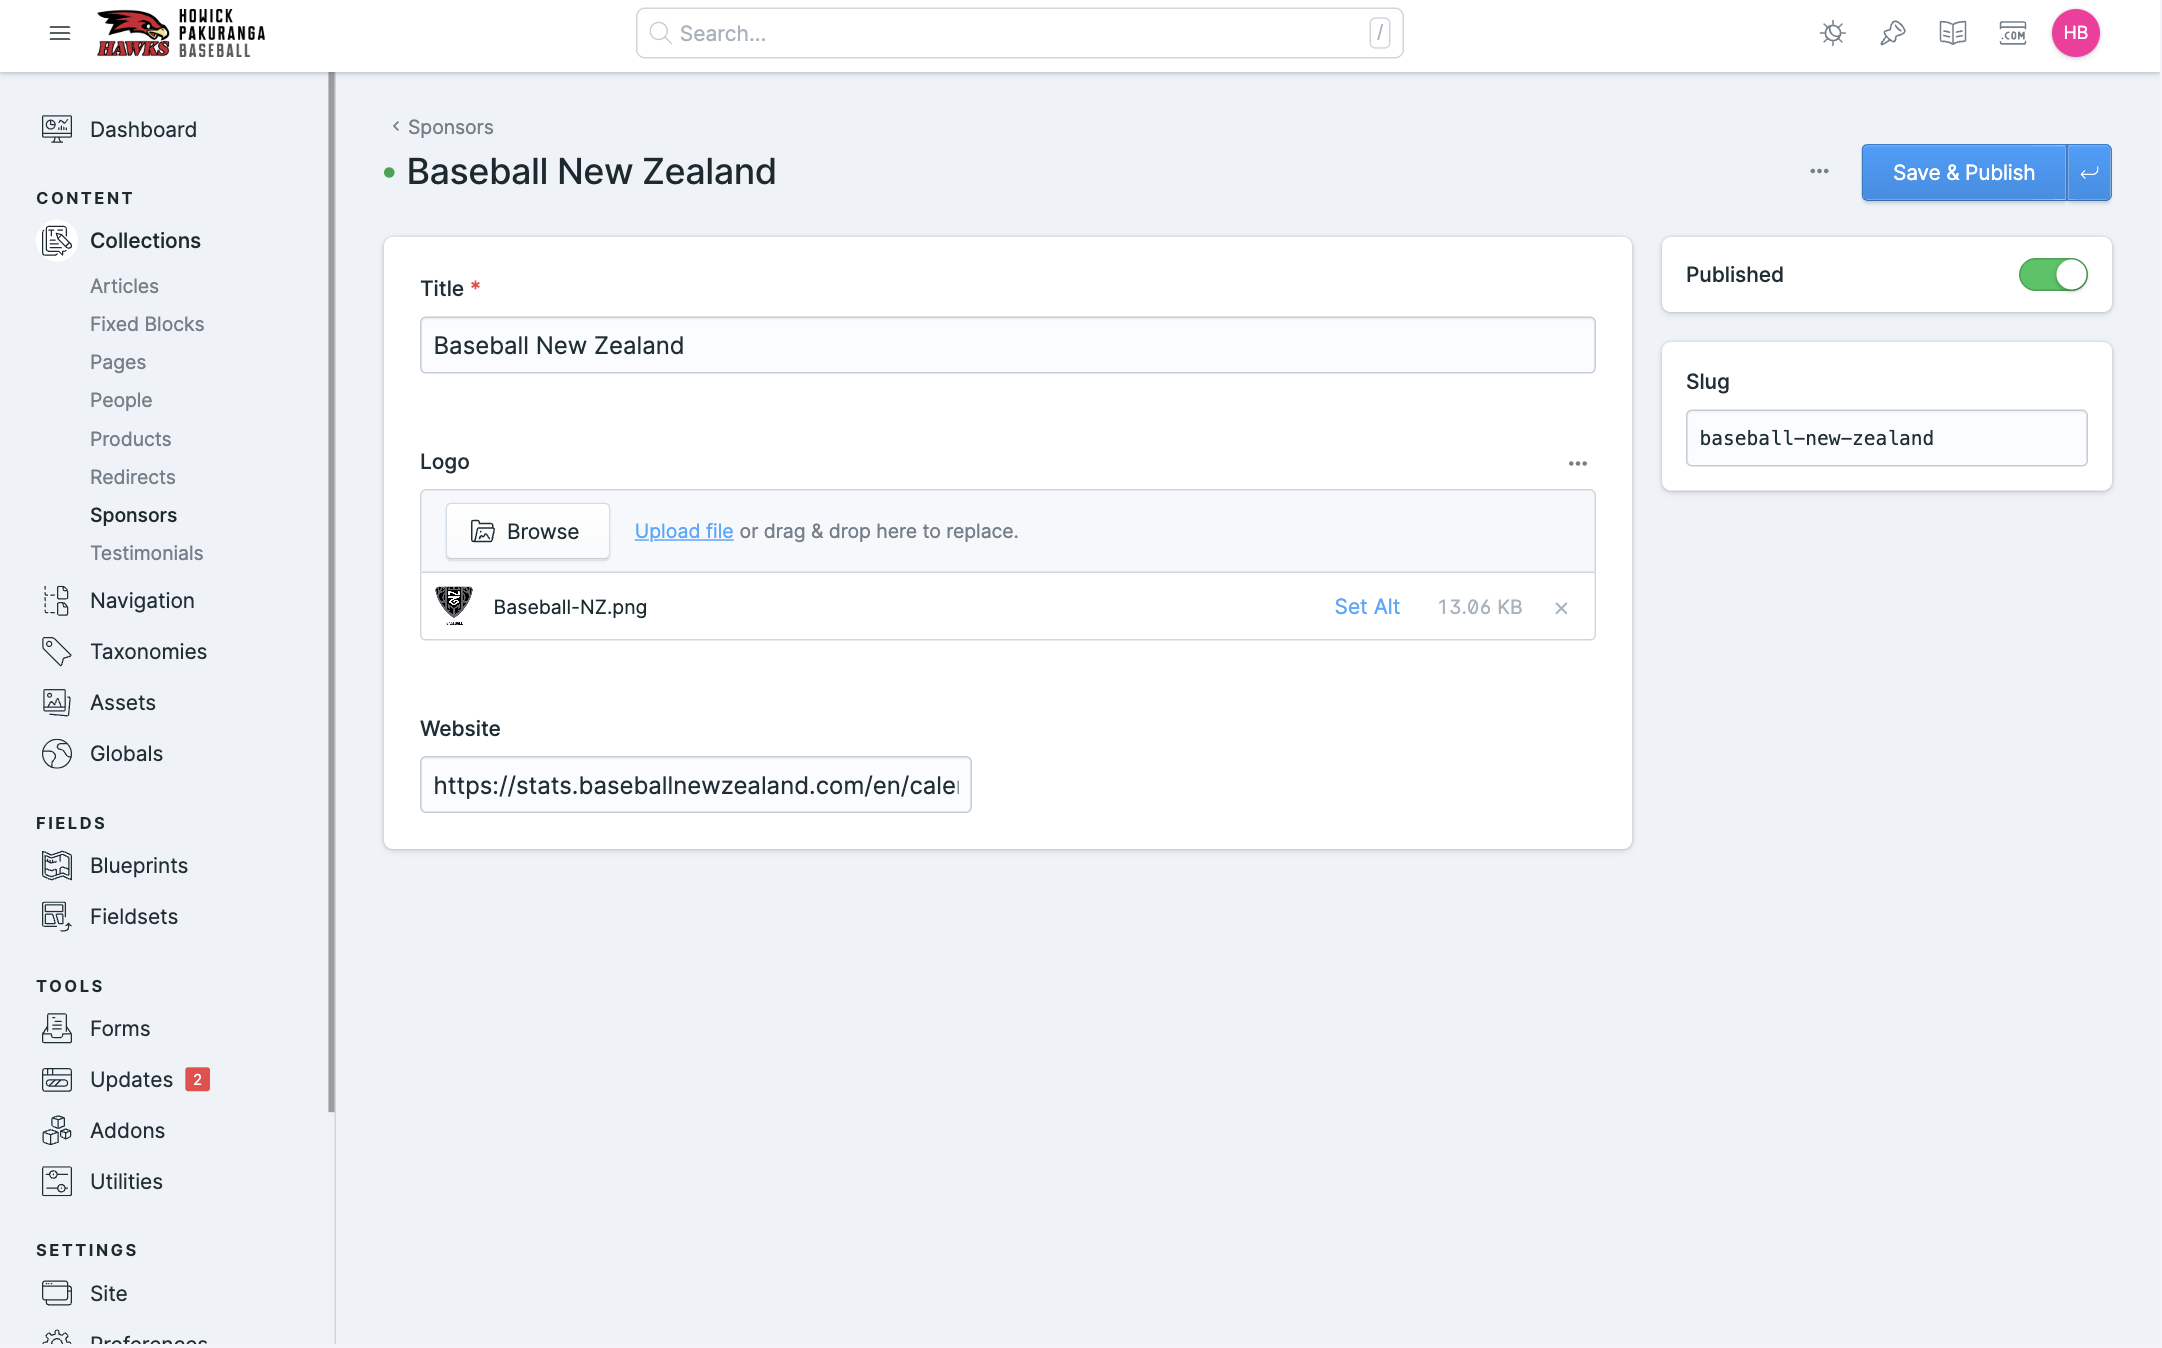 HOWICK
PAKURANGA
BASEBALL
HAWKS
Search...
/
.COM
HB
Dashboard
CONTENT
Collections
Articles
Fixed Blocks
Pages
People
Products
Redirects
Sponsors
Testimonials
Navigation
Taxonomies
Assets
Globals
FIELDS
Blueprints
Fieldsets
TOOLS
Forms
Updates 2
Addons
Utilities
SETTINGS
Site
Preferences
Sponsors
Baseball New Zealand
Save & Publish
Title *
Baseball New Zealand
Logo
Browse
Upload file or drag & drop here to replace.
Baseball-NZ.png
Set Alt
13.06 KB
Website
https://stats.baseballnewzealand.com/en/cale
Published
Slug
baseball-new-zealand